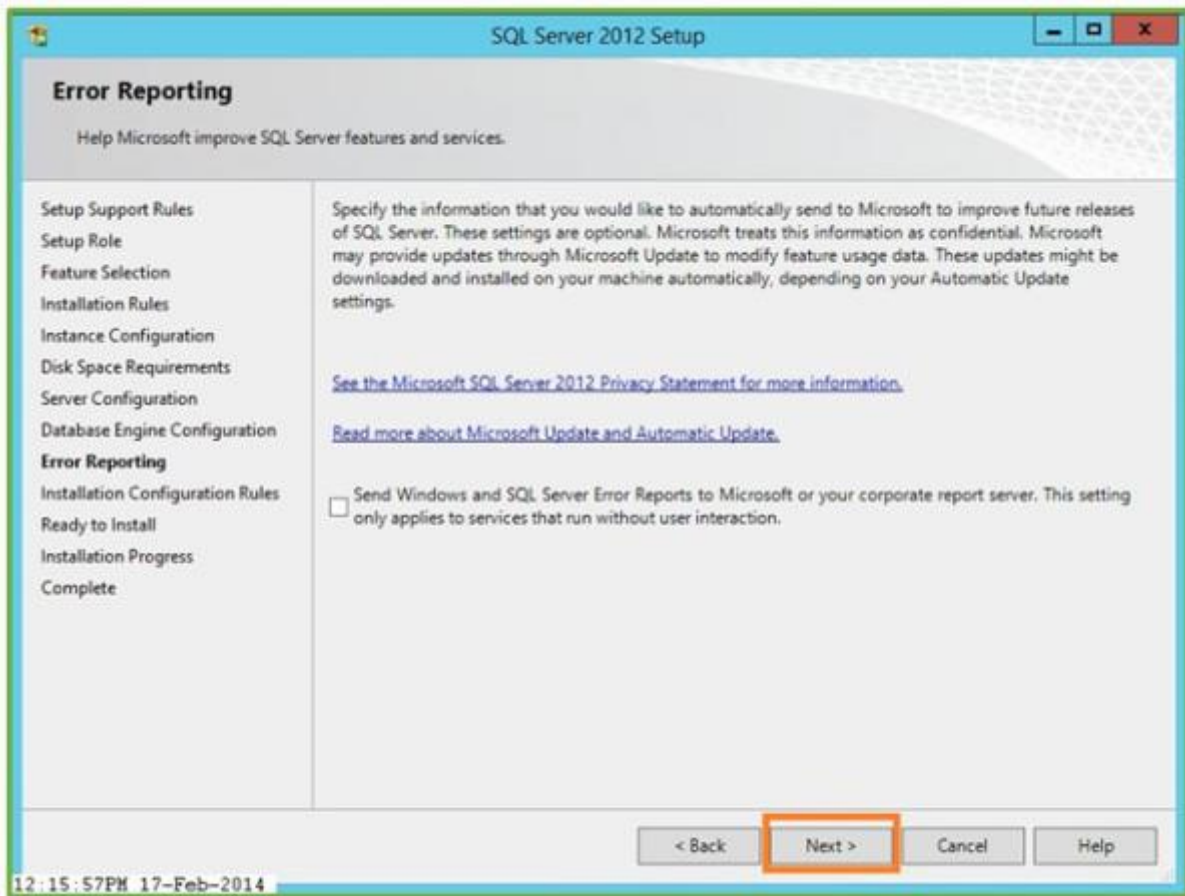 SQL Server 2012 Setup
Error Reporting
Help Microsoft improve SQL Server features and services.
Setup Support Rules
Setup Role
Feature Selection
Installation Rules
Instance Configuration
Disk Space Requirements
Server Configuration
Database Engine Configuration
Error Reporting
Installation Configuration Rules
Ready to Install
Installation Progress
Complete
Specify the information that you would like to automatically send to Microsoft to improve future releases
of SQL Server. These settings are optional. Microsoft treats this information as confidential. Microsoft
may provide updates through Microsoft Update to modify feature usage data. These updates might be
downloaded and installed on your machine automatically, depending on your Automatic Update
settings.
See the Microsoft SQL Server 2012 Privacy Statement for more information.
Read more about Microsoft Update and Automatic Update.
Send Windows and SQL Server Error Reports to Microsoft or your corporate report server. This setting
only applies to services that run without user interaction.
< Back
Next >
Cancel
Help
12:15:57PM 17-Feb-2014